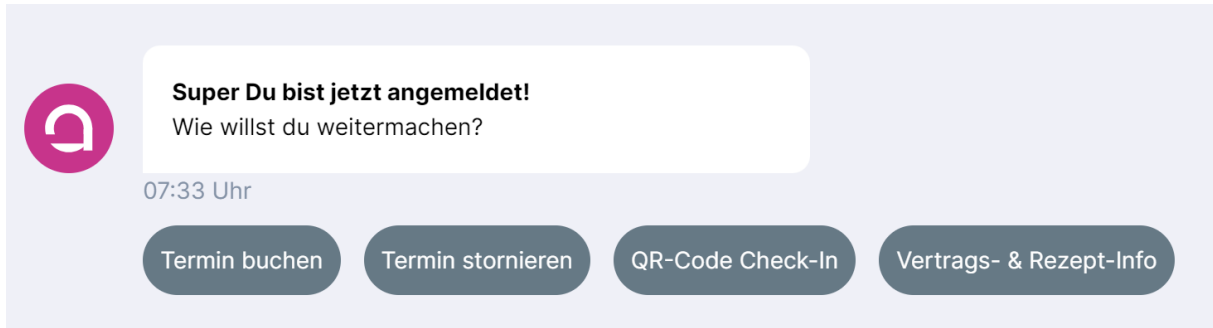 Super Du bist jetzt angemeldet!
Wie willst du weitermachen?
07:33 Uhr
Termin buchen
Termin stornieren
QR-Code Check-In
Vertrags- & Rezept-Info